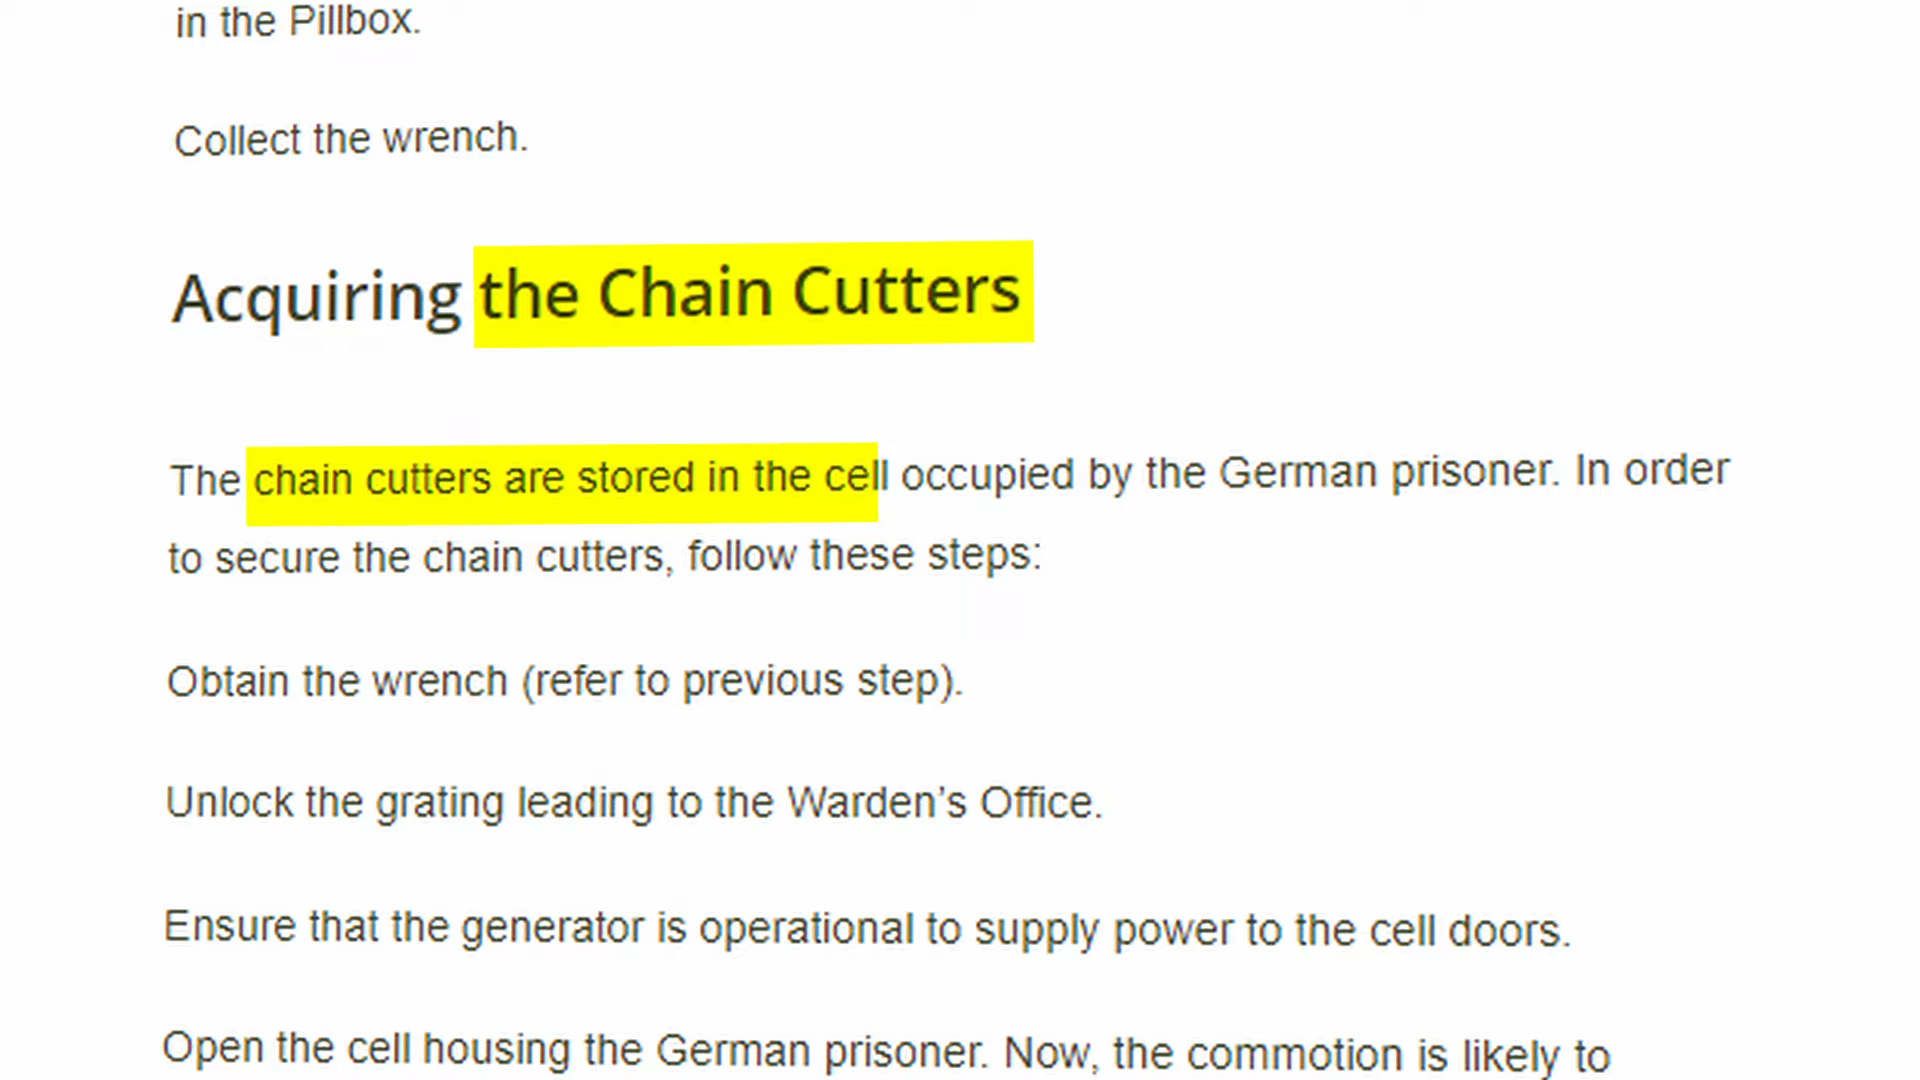 in the Pillbox.
Collect the wrench.
Acquiring the Chain Cutters
The chain cutters are stored in the cell occupied by the German prisoner. In order
to secure the chain cutters, follow these steps:
Obtain the wrench (refer to previous step).
Unlock the grating leading to the Warden’s Office.
Ensure that the generator is operational to supply power to the cell doors.
Open the cell housing the German prisoner. Now, the commotion is likely to